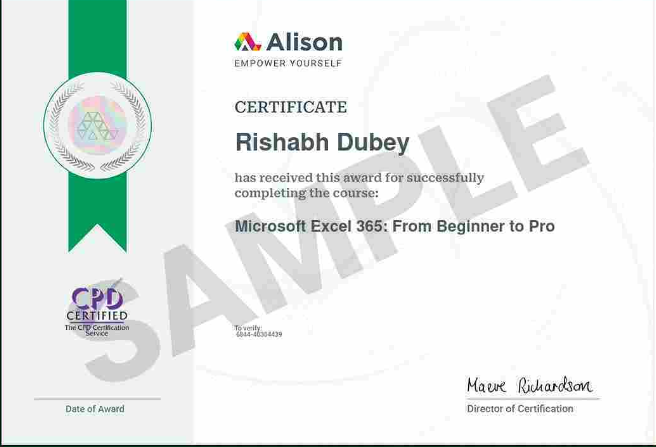 Alison
EMPOWER YOURSELF
CERTIFICATE
Rishabh Dubey
has received this award for successfully
completing the course:
Microsoft Excel 365: From Beginner to Pro
SAMPLE
CPD
CERTIFIED
The CPD Certification
Service
To verify:
6844-40304439
Maeve Richardson
Date of Award
Director of Certification